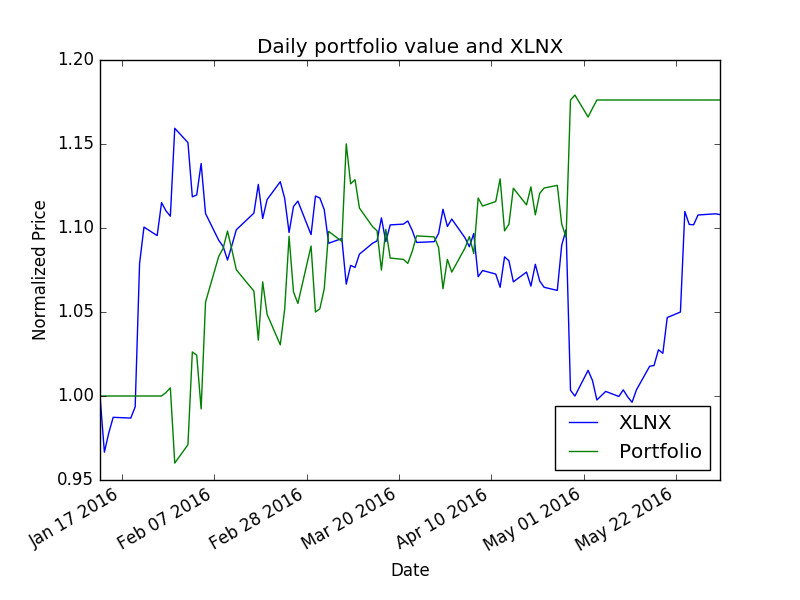 Daily portfolio value and XLNX
1.20
1.15
1.10
1.05
1.00
0.95
Normalized Price
XLNX
Portfolio
Jan 17 2016
Feb 07 2016
Feb 28 2016
Mar 20 2016
Apr 10 2016
May 01 2016
May 22 2016
Date